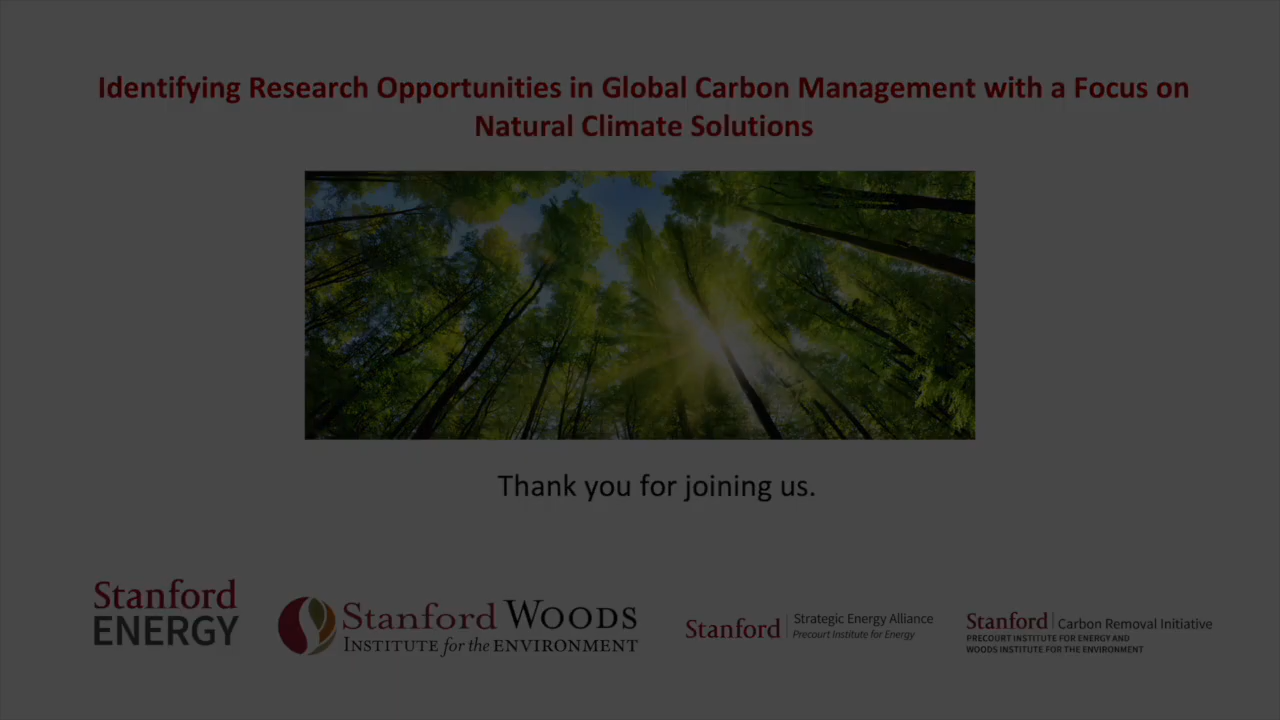 Identifying Research Opportunities in Global Carbon Management with a Focus on
Natural Climate Solutions
Thank you for joining us.
Stanford
ENERGY
Stanford WOODS
INSTITUTE for the ENVIRONMENT
Stanford
Strategic Energy Alliance
Precourt Institute for Energy
Stanford
Carbon Removal Initiative
PRECOURT INSTITUTE FOR ENERGY AND
WOODS INSTITUTE FOR THE ENVIRONMENT